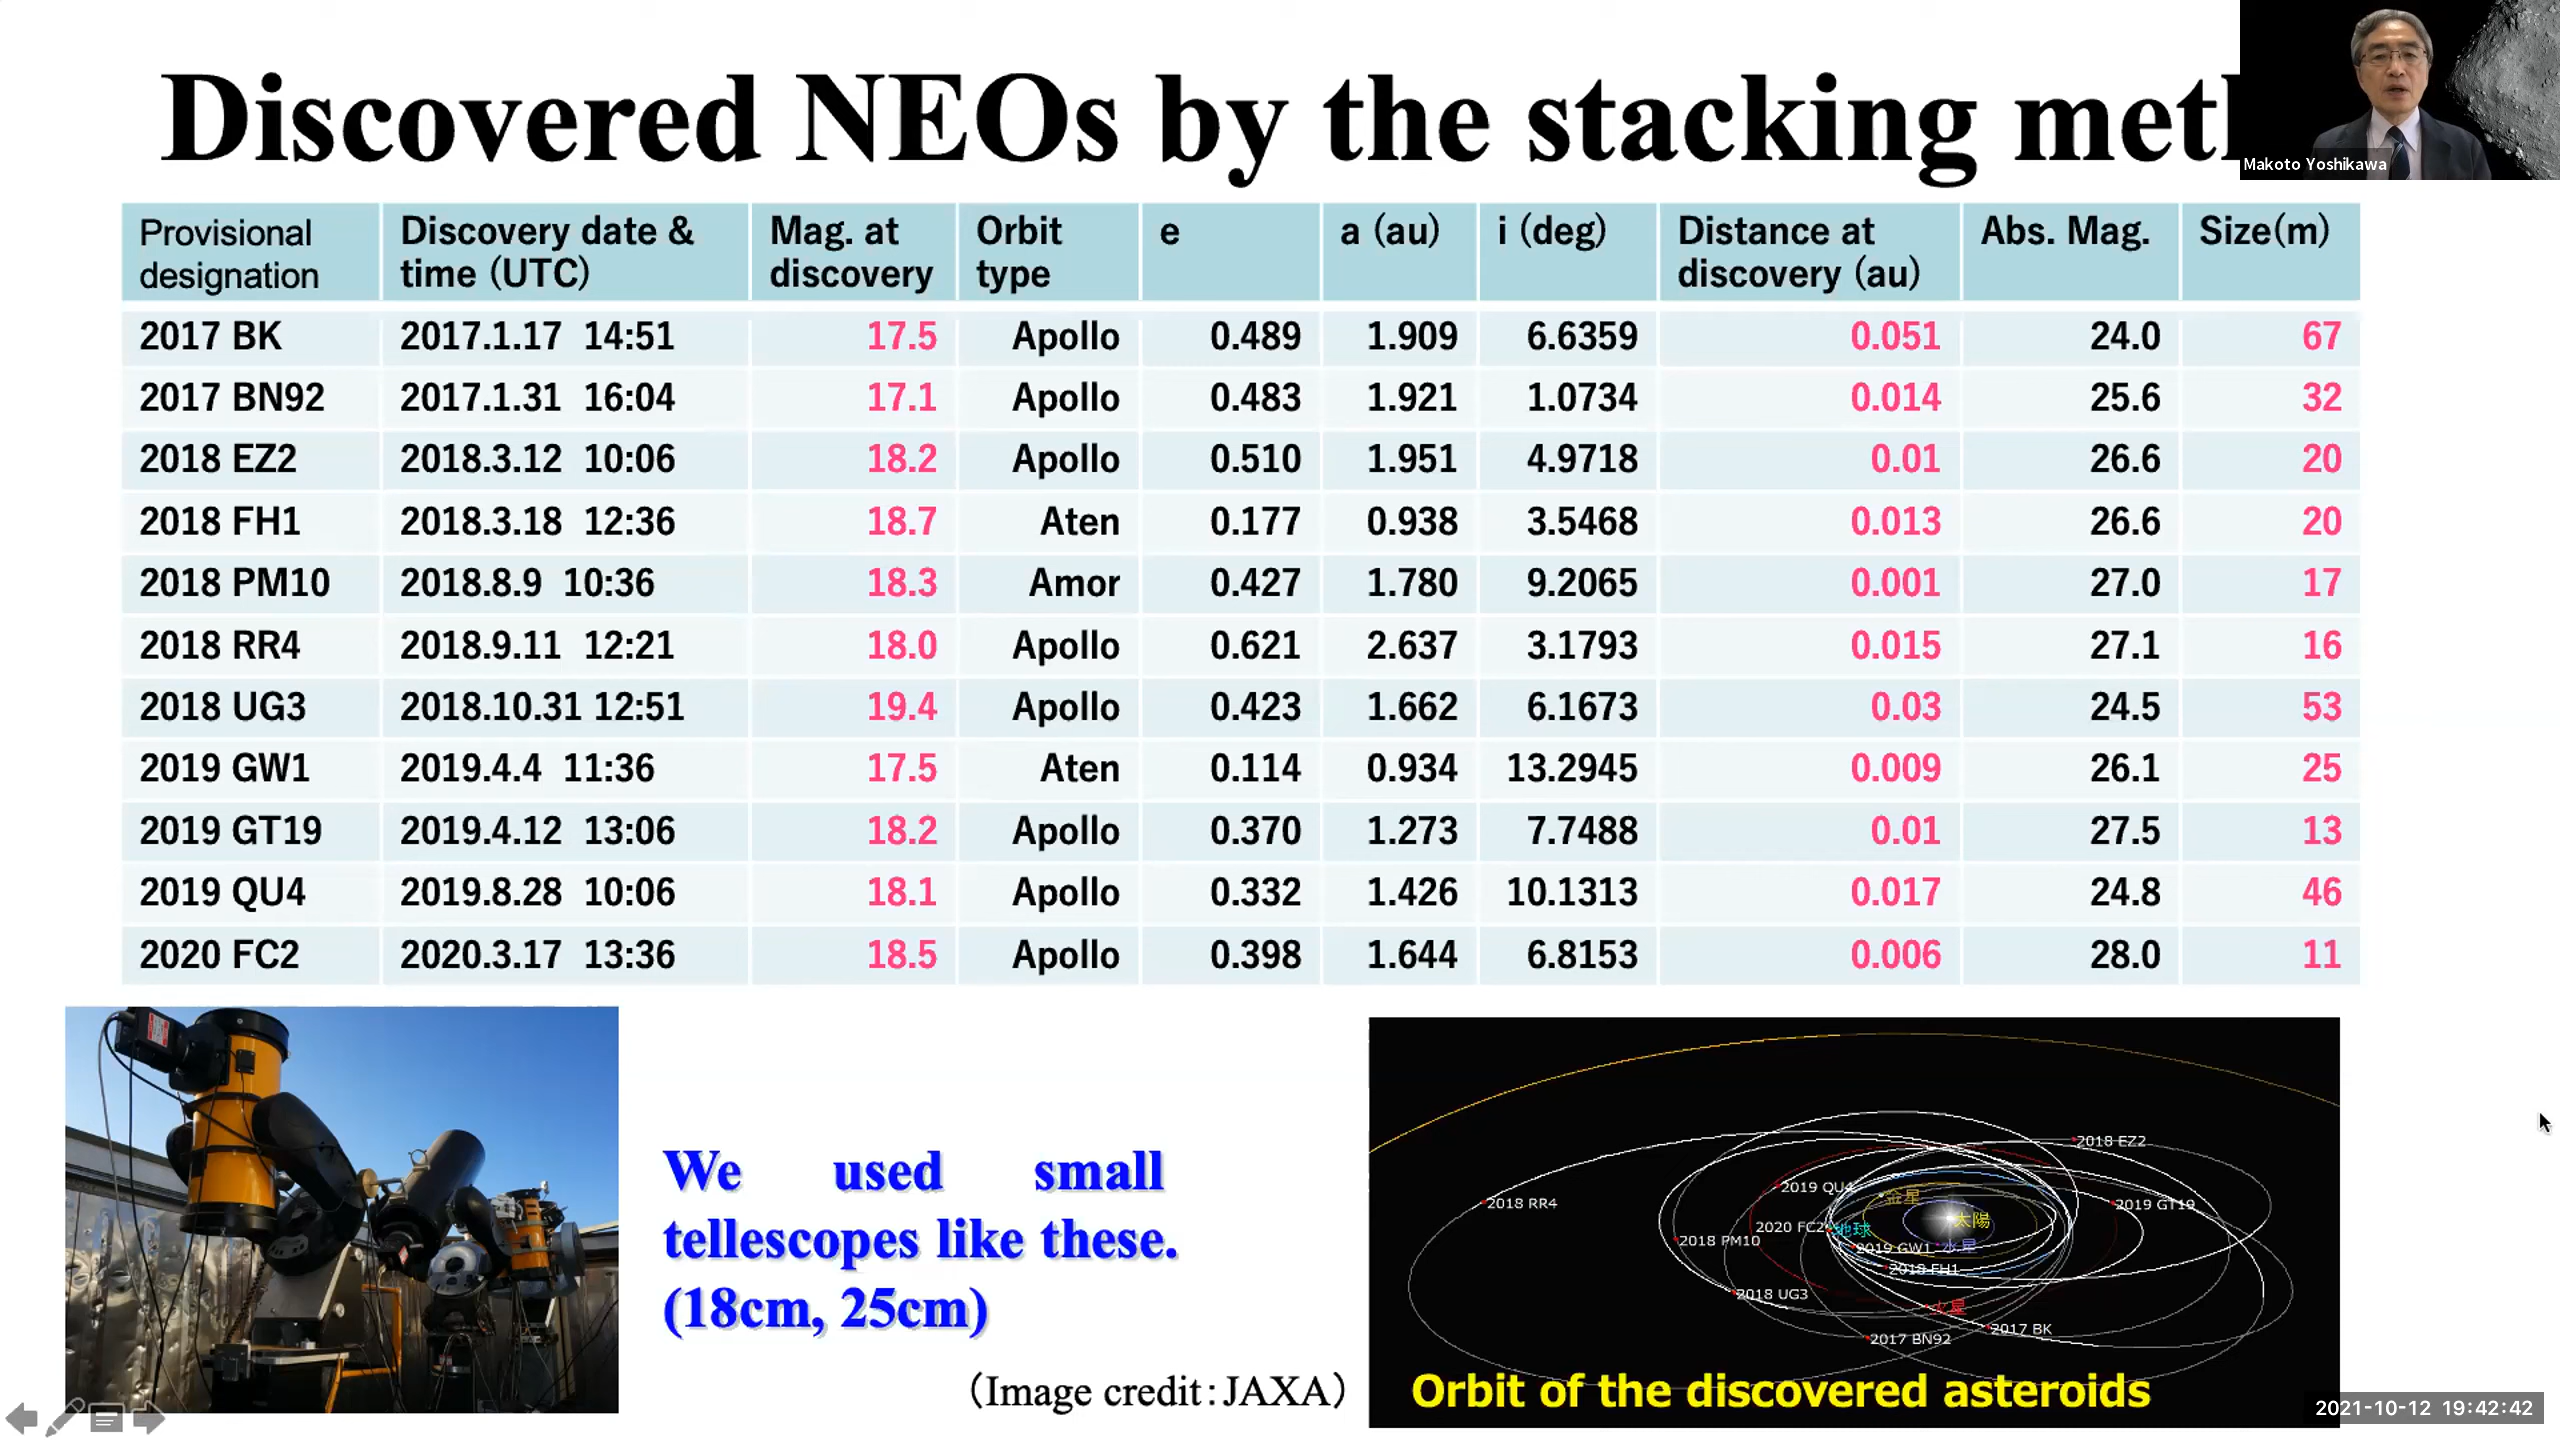 Discovered NEOs by the stacking
Makoto Yoshikawa
Provisional designation Discovery date & time (UTC) Mag. at discovery Orbit type e a (au) i (deg) Distance at discovery (au) Abs. Mag. Size(m)
2017 BK 2017.1.17 14:51 17.5 Apollo 0.489 1.909 6.6359 0.051 24.0 67
2017 BN92 2017.1.31 16:04 17.1 Apollo 0.483 1.921 1.0734 0.014 25.6 32
2018 EZ2 2018.3.12 10:06 18.2 Apollo 0.510 1.951 4.9718 0.01 26.6 20
2018 FH1 2018.3.18 12:36 18.7 Aten 0.177 0.938 3.5468 0.013 26.6 20
2018 PM10 2018.8.9 10:36 18.3 Amor 0.427 1.780 9.2065 0.001 27.0 17
2018 RR4 2018.9.11 12:21 18.0 Apollo 0.621 2.637 3.1793 0.015 27.1 16
2018 UG3 2018.10.31 12:51 19.4 Apollo 0.423 1.662 6.1673 0.03 24.5 53
2019 GW1 2019.4.4 11:36 17.5 Aten 0.114 0.934 13.2945 0.009 26.1 25
2019 GT19 2019.4.12 13:06 18.2 Apollo 0.370 1.273 7.7488 0.01 27.5 13
2019 QU4 2019.8.28 10:06 18.1 Apollo 0.332 1.426 10.1313 0.017 24.8 46
2020 FC2 2020.3.17 13:36 18.5 Apollo 0.398 1.644 6.8153 0.006 28.0 11
We used small
tellescopes like these.
(18cm, 25cm)
(Image credit:JAXA)
2018 EZ2
2019 QU4
金星
2018 RR4
2019 GT19
太陽
2020 FC2
地球
2018 PM10
2019 GW1
水星
2018 FH1
2018 UG3
火星
2017 BK
2017 BN92
Orbit of the discovered asteroids
2021-10-12 19:42:42